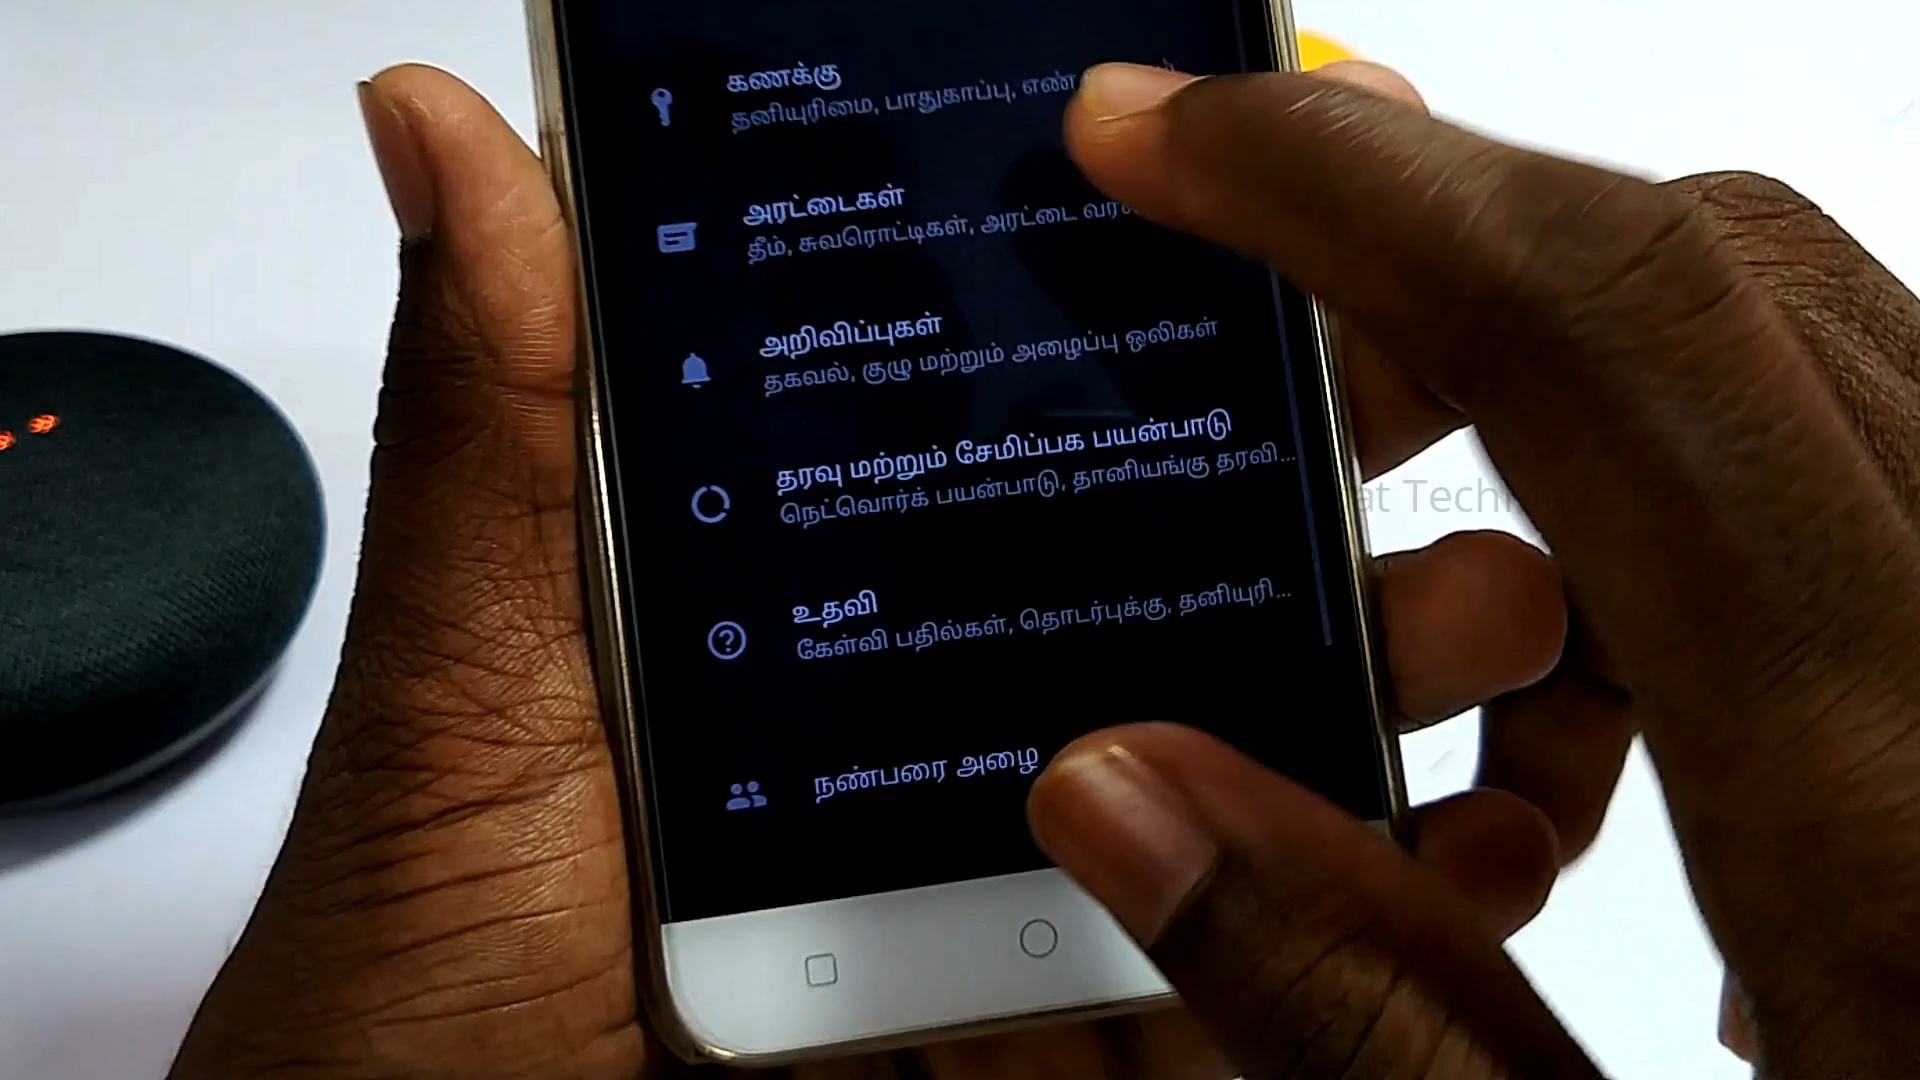 கணக்கு
தனியுரிமை, பாதுகாப்பு, எண்
அரட்டைகள்
தீம், சுவரொட்டிகள், அரட்டை
அறிவிப்புகள்
தகவல், குழு மற்றும் அழைப்பு ஒலிகள்
தரவு மற்றும் சேமிப்பக பயன்பாடு
நெட்வொர்க் பயன்பாடு, தானியங்கு தரவி...
உதவி
கேள்வி பதில்கள், தொடர்புக்கு, தனியுரி...
நண்பரை அழை